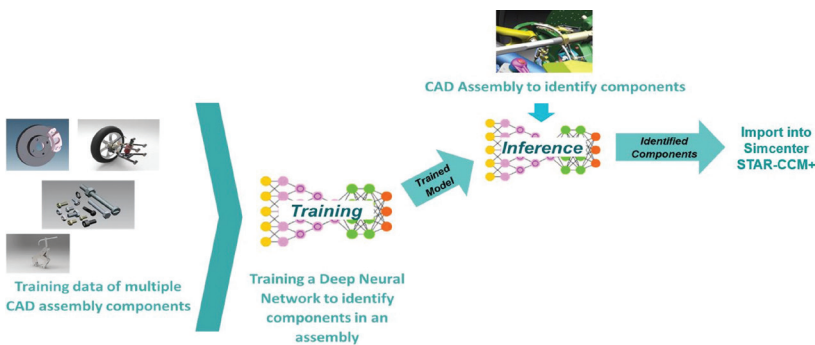 Training data of multiple
CAD assembly components
Training
Training a Deep Neural
Network to identify
components in an
assembly
Trained
Model
CAD Assembly to identify components
Inference
Identified
Components
Import into
Simcenter
STAR-CCM+